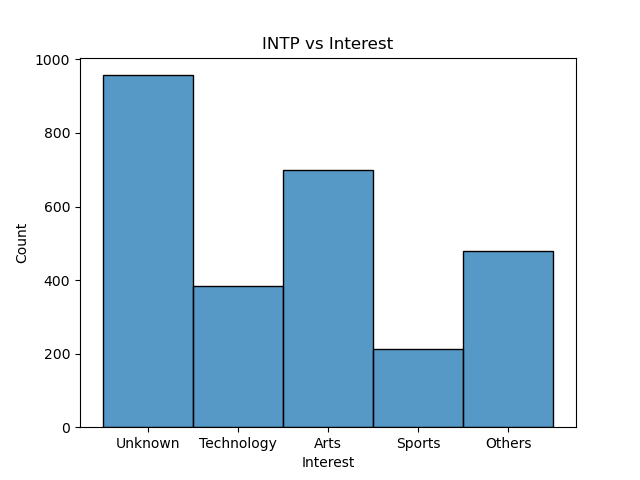 INTP vs Interest
1000
800
600
400
200
0
Count
Unknown Technology Arts Sports Others
Interest